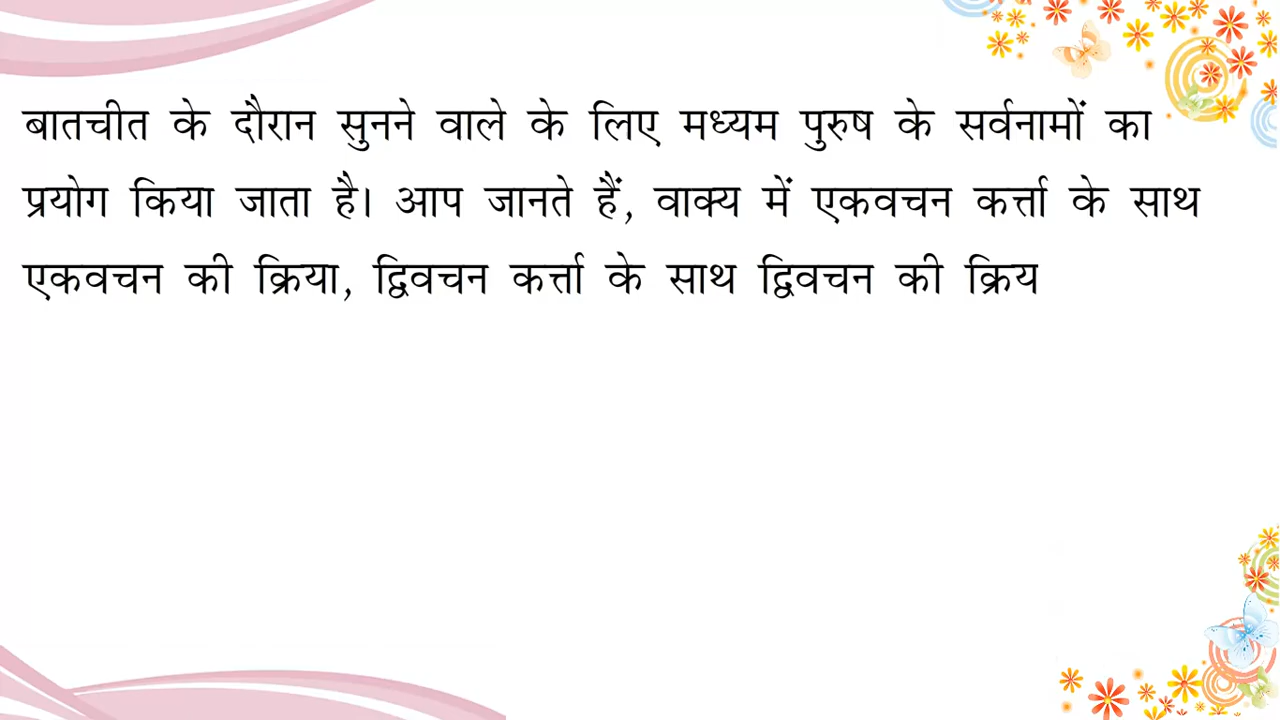 बातचीत के दौरान सुनने वाले के लिए मध्यम पुरुष के सर्वनामों का
प्रयोग किया जाता है। आप जानते हैं, वाक्य में एकवचन कर्त्ता के साथ
एकवचन की क्रिया, द्विवचन कर्त्ता के साथ द्विवचन की क्रिय